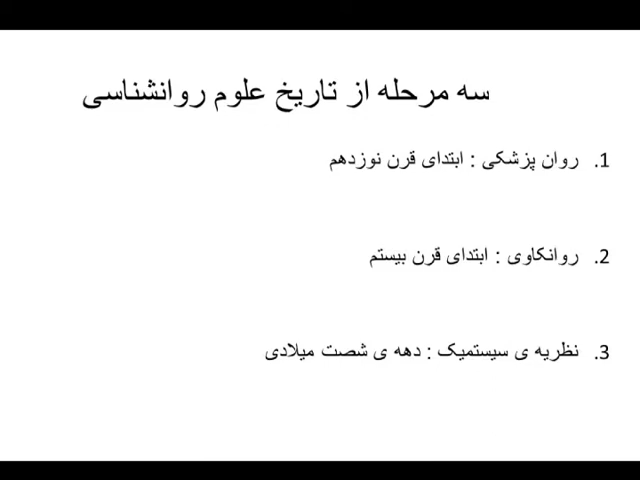 سه مرحله از تاریخ علوم روانشناسی
1. روان پزشکی : ابتدای قرن نوزدهم
2. روانکاوی : ابتدای قرن بیستم
3. نظریه ی سیستمیک : دهه ی شصت میلادی